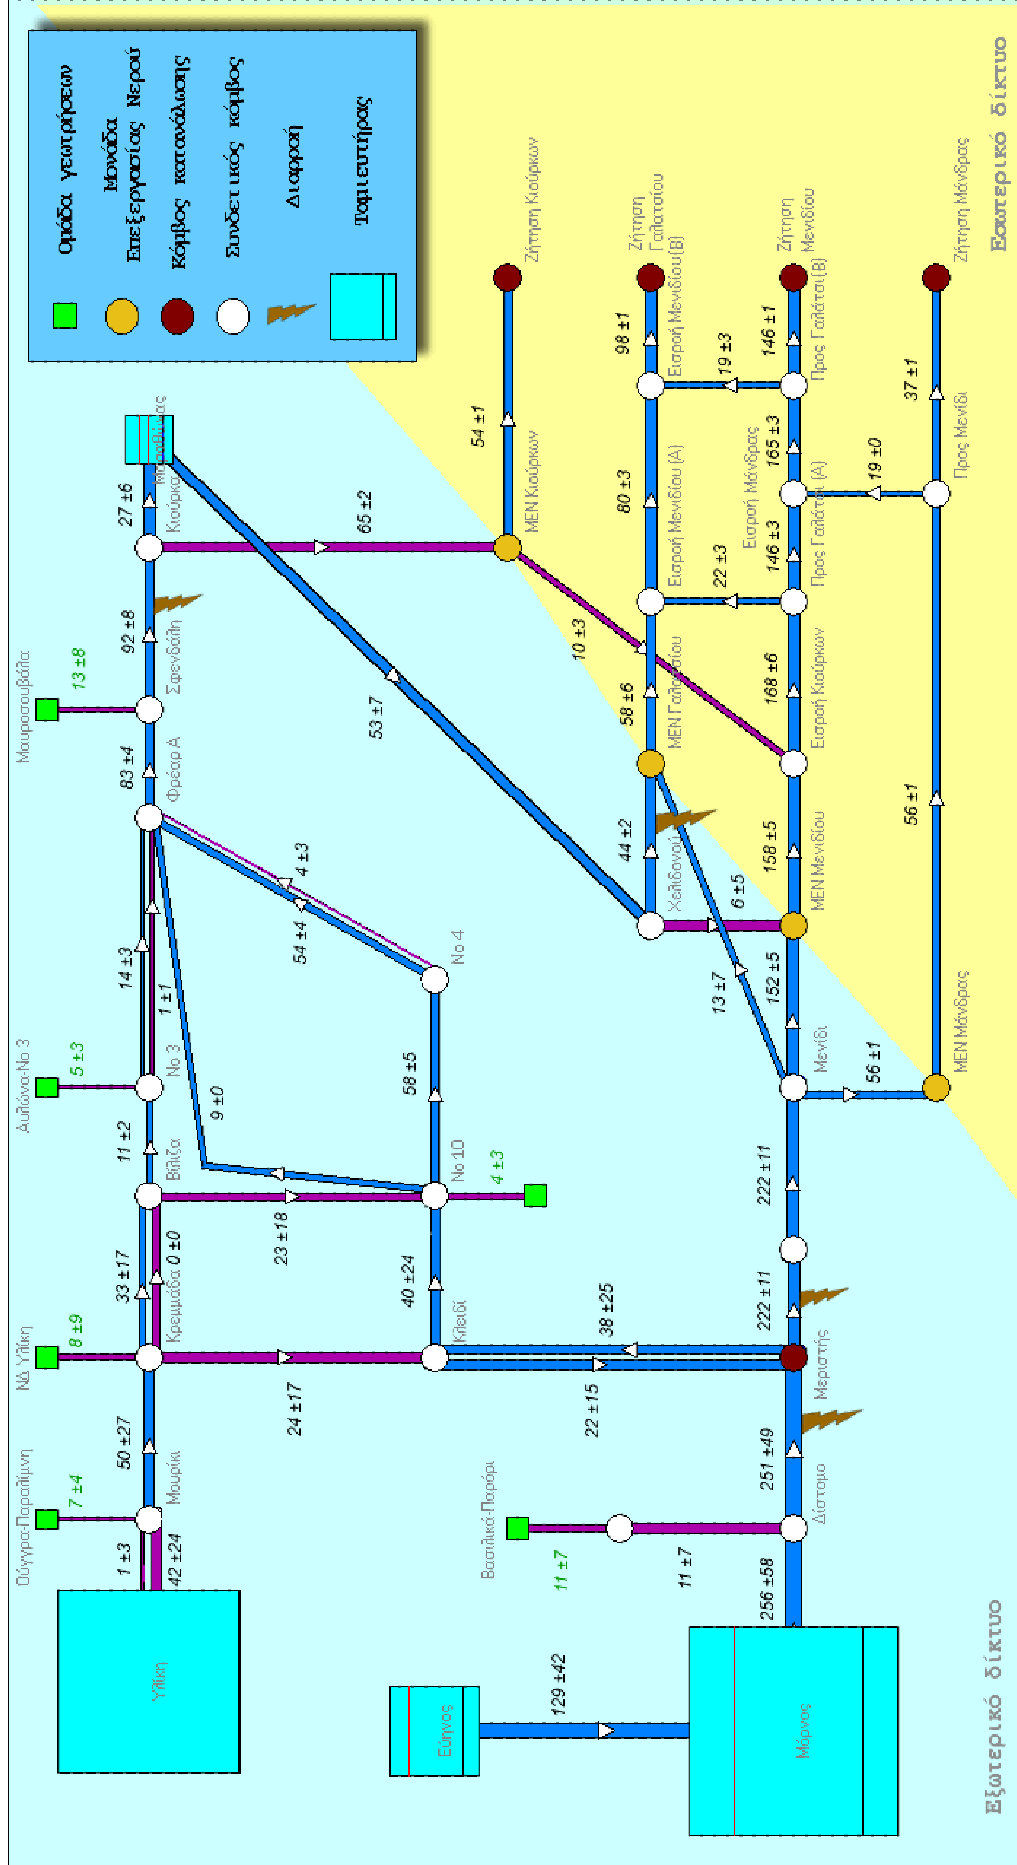 Ομάδα γεωτρήσεων
Μονάδα
Επεξεργασίας Νερού
Κόμβος κατανάλωσης
Συνδετικός κόμβος
Διαρροή
Ταμιευτήρας
Ούγγρα-Παραλίμνη
7 ±4
ΝΔ Υλίκη
8 ±9
Αυλώνα-Νο 3
5 ±3
Μαυροσουβάλα
13 ±8
Υλίκη
1 ±3
42 ±24
Μουρίκι
50 ±27
Κρεμμάδα
33 ±17
0 ±0
Βίλιζα
11 ±2
Νο 3
14 ±3
1 ±1
Φρέαρ Α
83 ±4
Σφενδάλη
92 ±8
Κιούρκα
27 ±6
Μαραθώνας
9 ±0
54 ±4
4 ±3
53 ±7
65 ±2
24 ±17
23 ±18
Κλειδί
40 ±24
Νο 10
4 ±3
58 ±5
Νο 4
ΜΕΝ Κιούρκων
54 ±1
Ζήτηση Κιούρκων
10 ±3
22 ±15
38 ±25
Βασιλικά-Παρόρι
11 ±7
11 ±7
Εύηνος
129 ±42
Χελιδονού
44 ±2
ΜΕΝ Γαλατσίου
58 ±6
Εισροή Μενιδίου (Α)
80 ±3
Εισροή Μενιδίου (Β)
98 ±1
Ζήτηση
Γαλατσίου
13 ±7
6 ±5
22 ±3
19 ±3
Μόρνος
256 ±58
Δίστομο
251 ±49
Μεριστής
222 ±11
222 ±11
Μενίδι
152 ±5
ΜΕΝ Μενιδίου
158 ±5
Εισροή Κιούρκων
168 ±6
Προς Γαλάτσι (Α)
146 ±3
Εισροή Μάνδρας
165 ±3
Προς Γαλάτσι (Β)
146 ±1
Ζήτηση
Μενιδίου
56 ±1
19 ±0
ΜΕΝ Μάνδρας
56 ±1
Προς Μενίδι
37 ±1
Ζήτηση Μάνδρας
Εξωτερικό δίκτυο
Εσωτερικό δίκτυο